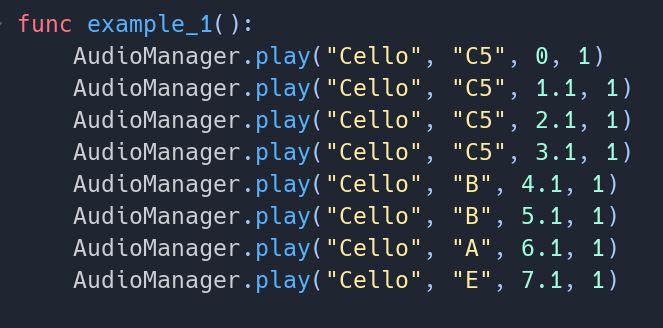 func example_1():
AudioManager.play("Cello", "C5", 0, 1)
AudioManager.play("Cello", "C5", 1.1, 1)
AudioManager.play("Cello", "C5", 2.1, 1)
AudioManager.play("Cello", "C5", 3.1, 1)
AudioManager.play("Cello", "B", 4.1, 1)
AudioManager.play("Cello", "B", 5.1, 1)
AudioManager.play("Cello", "A", 6.1, 1)
AudioManager.play("Cello", "E", 7.1, 1)